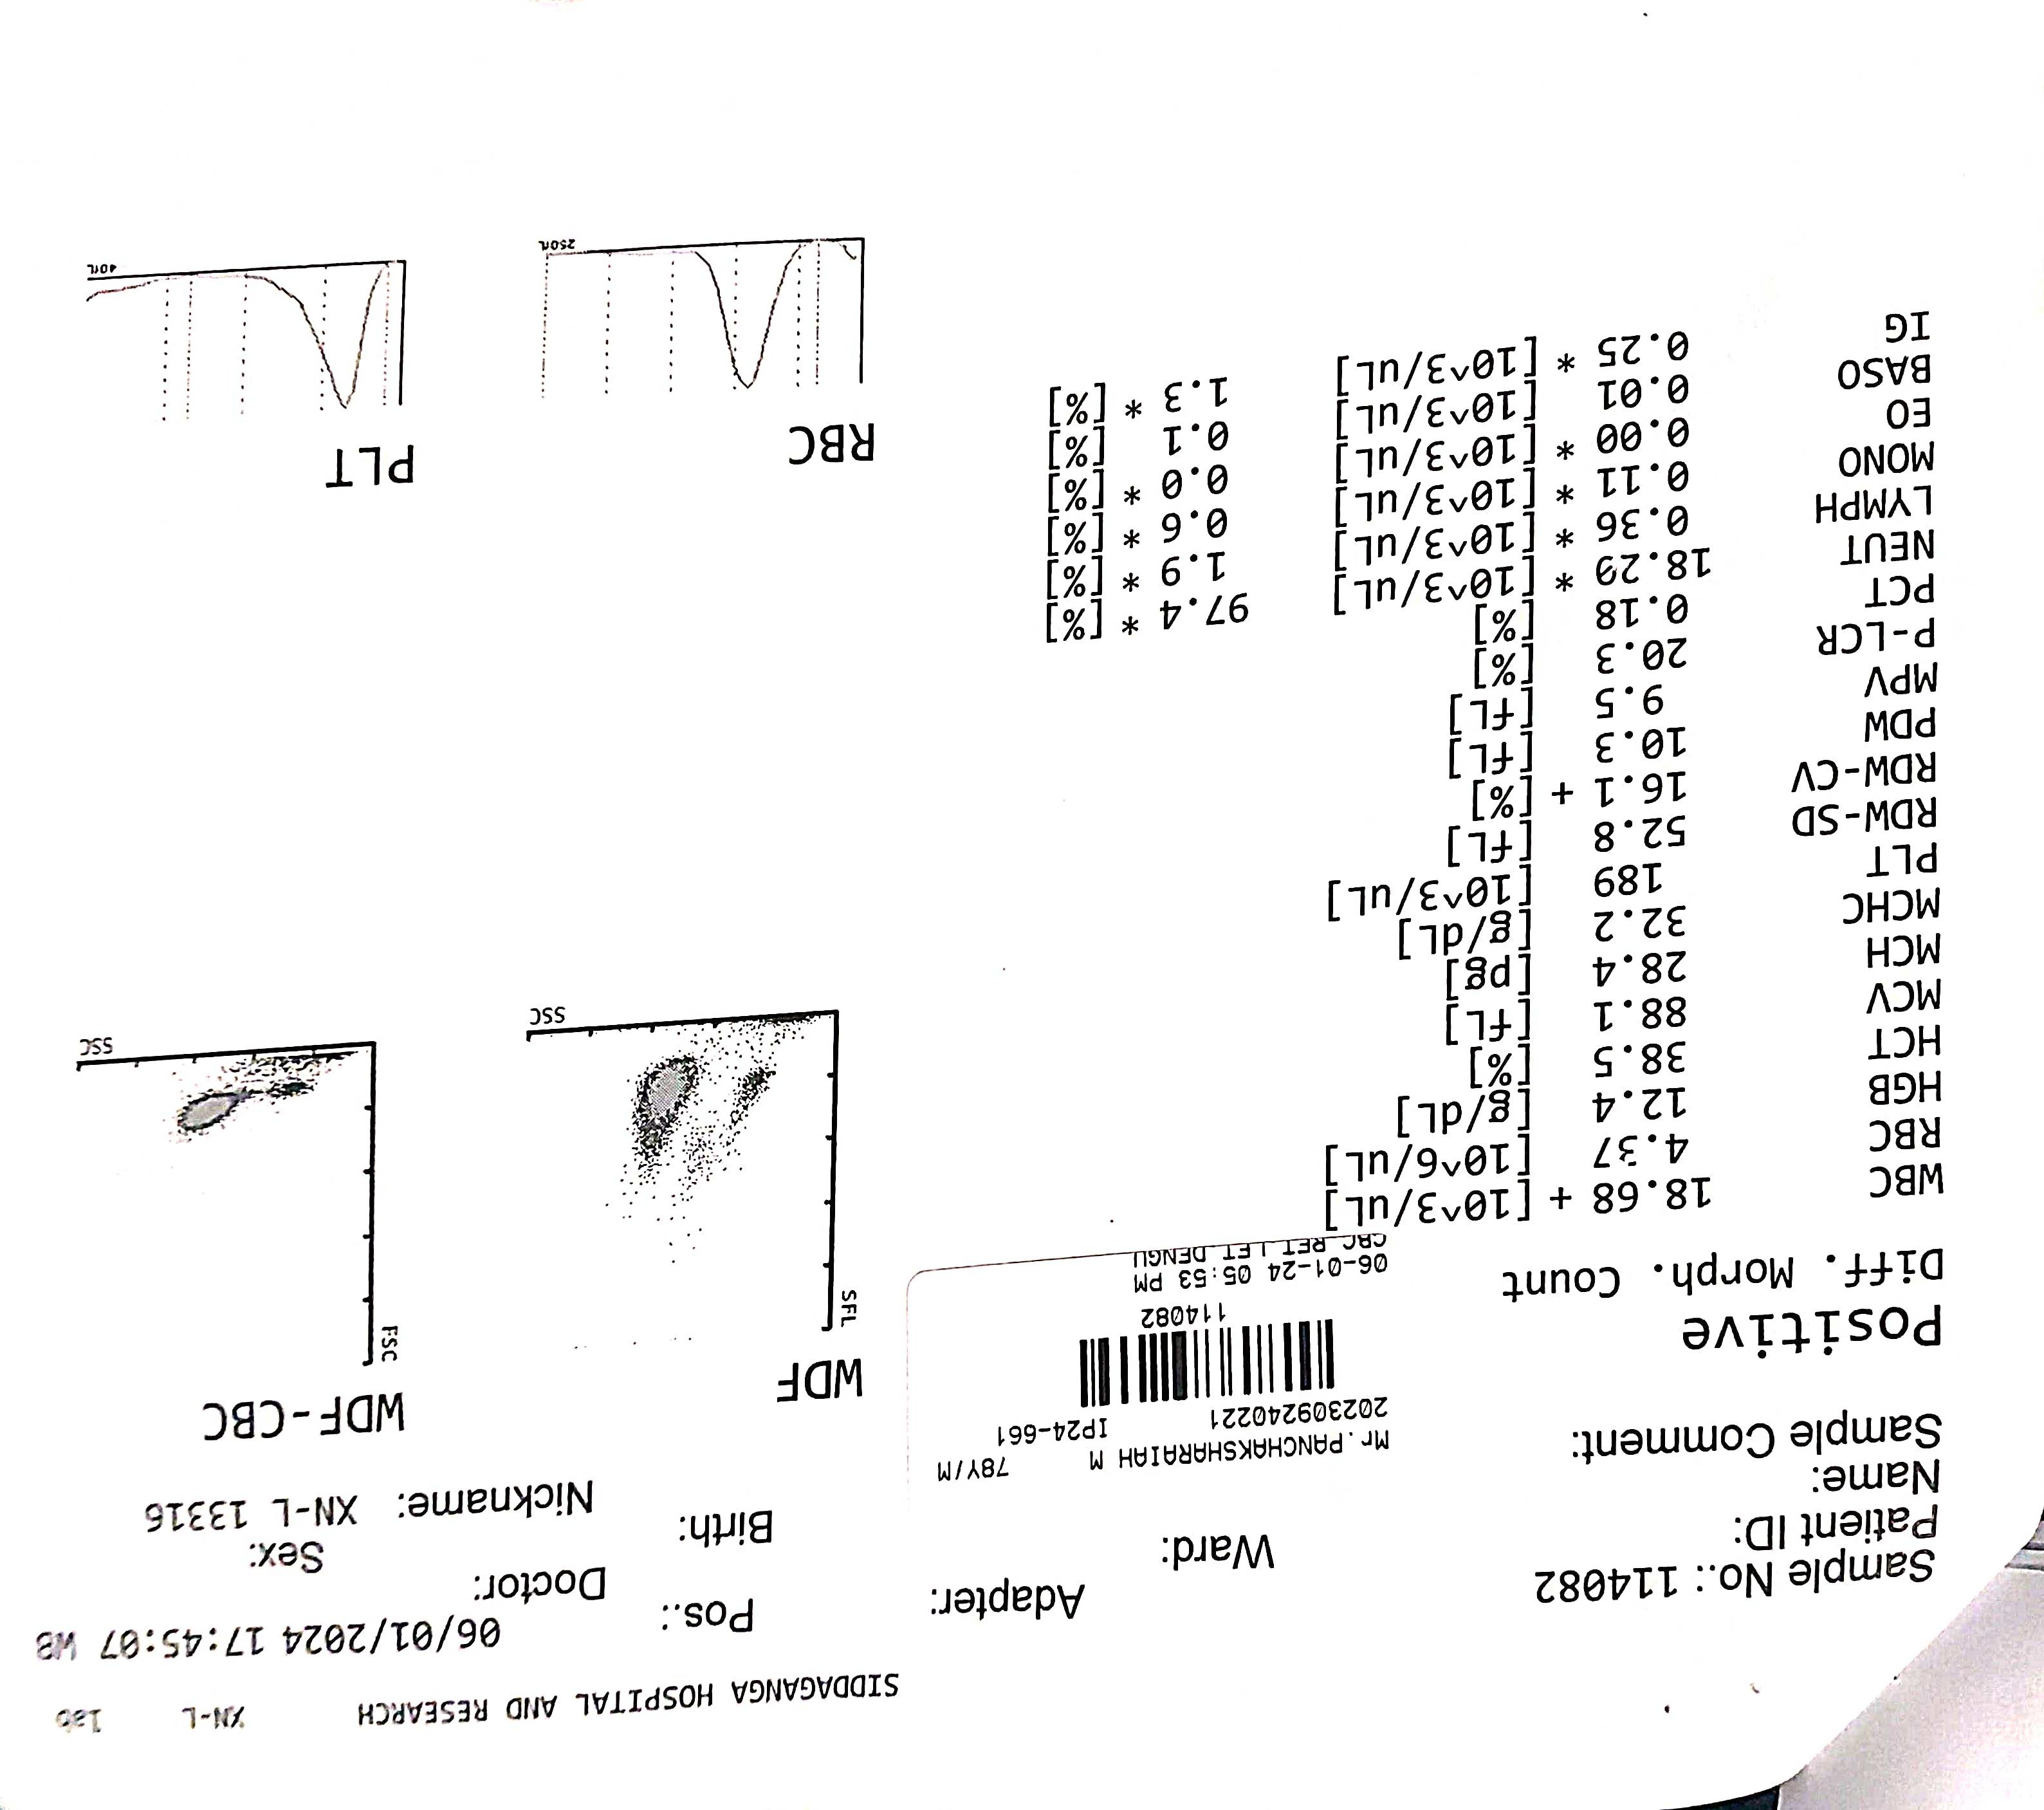 SIDDAGANGA HOSPITAL AND RESEARCH XN-L lab
Sample No.: 114082 Adapter: Pos.: 06/01/2024 17:45:07 WB
Patient ID: Ward: Doctor:
Name: Birth: Sex:
Sample Comment: Nickname: XN-L 13316
Mr.PANCHAKSHARAIAH M 78Y/M
202309240221 IP24-661
114082
06-01-24 05:53 PM
CBC RET LFT DENGU
Positive
Diff. Morph. Count
WBC 18.68 + [10^3/uL]
RBC 4.37 [10^6/uL]
HGB 12.4 [g/dL]
HCT 38.5 [%]
MCV 88.1 [fL]
MCH 28.4 [pg]
MCHC 32.2 [g/dL]
PLT 189 [10^3/uL]
RDW-SD 52.8 [fL]
RDW-CV 16.1 + [%]
PDW 10.3 [fL]
MPV 9.5 [fL]
P-LCR 20.3 [%]
PCT 0.18 [%]
NEUT 18.20 * [10^3/uL] 97.4 * [%]
LYMPH 0.36 * [10^3/uL] 1.9 * [%]
MONO 0.11 * [10^3/uL] 0.6 * [%]
EO 0.00 * [10^3/uL] 0.0 * [%]
BASO 0.01 [10^3/uL] 0.1 [%]
IG 0.25 * [10^3/uL] 1.3 * [%]
WDF
SFL
SSC
WDF-CBC
FSC
SSC
RBC
250fL
PLT
40fL